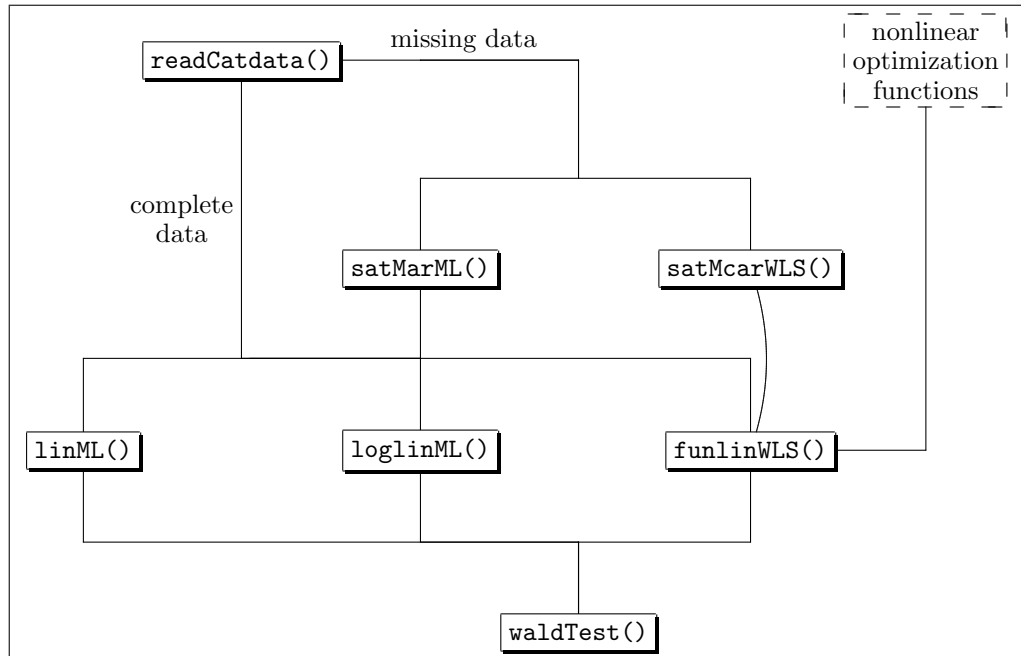 missing data
nonlinear
optimization
functions
readCatdata()
complete
data
satMarML()
satMcarWLS()
linML()
loglinML()
funlinWLS()
waldTest()